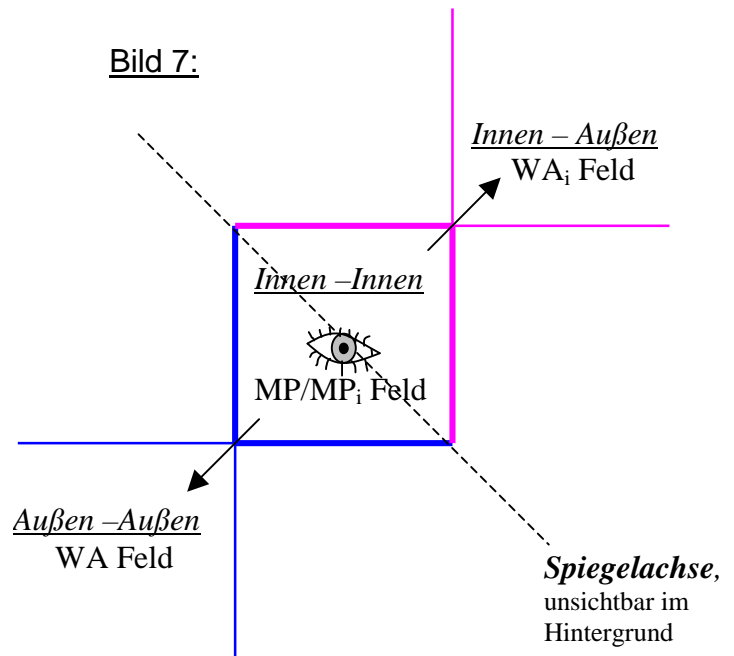 Bild 7:
Innen – Außen
WAi Feld
Innen –Innen
MP/MPi Feld
Außen –Außen
WA Feld
Spiegelachse,
unsichtbar im
Hintergrund